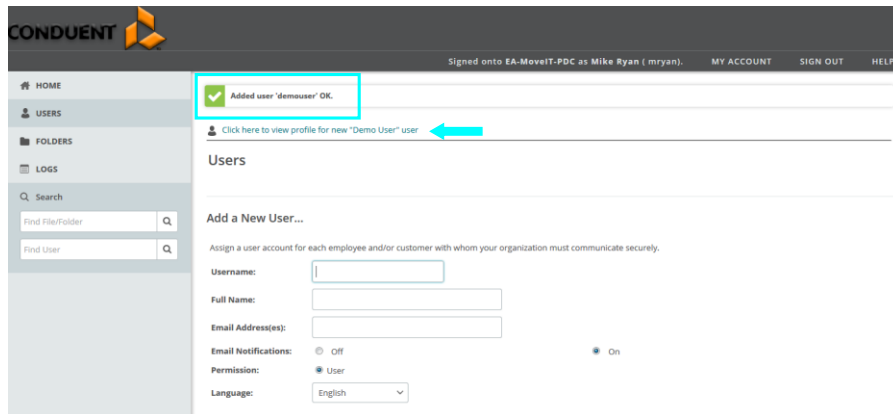 CONDUENT
Signed onto EA-MoveIT-PDC as Mike Ryan ( mryan). MY ACCOUNT SIGN OUT HELP
HOME
USERS
FOLDERS
LOGS
Search
Find File/Folder
Find User
Added user 'demouser' OK.
Click here to view profile for new "Demo User" user
Users
Add a New User...
Assign a user account for each employee and/or customer with whom your organization must communicate securely.
Username:
Full Name:
Email Address(es):
Email Notifications: Off On
Permission: User
Language: English